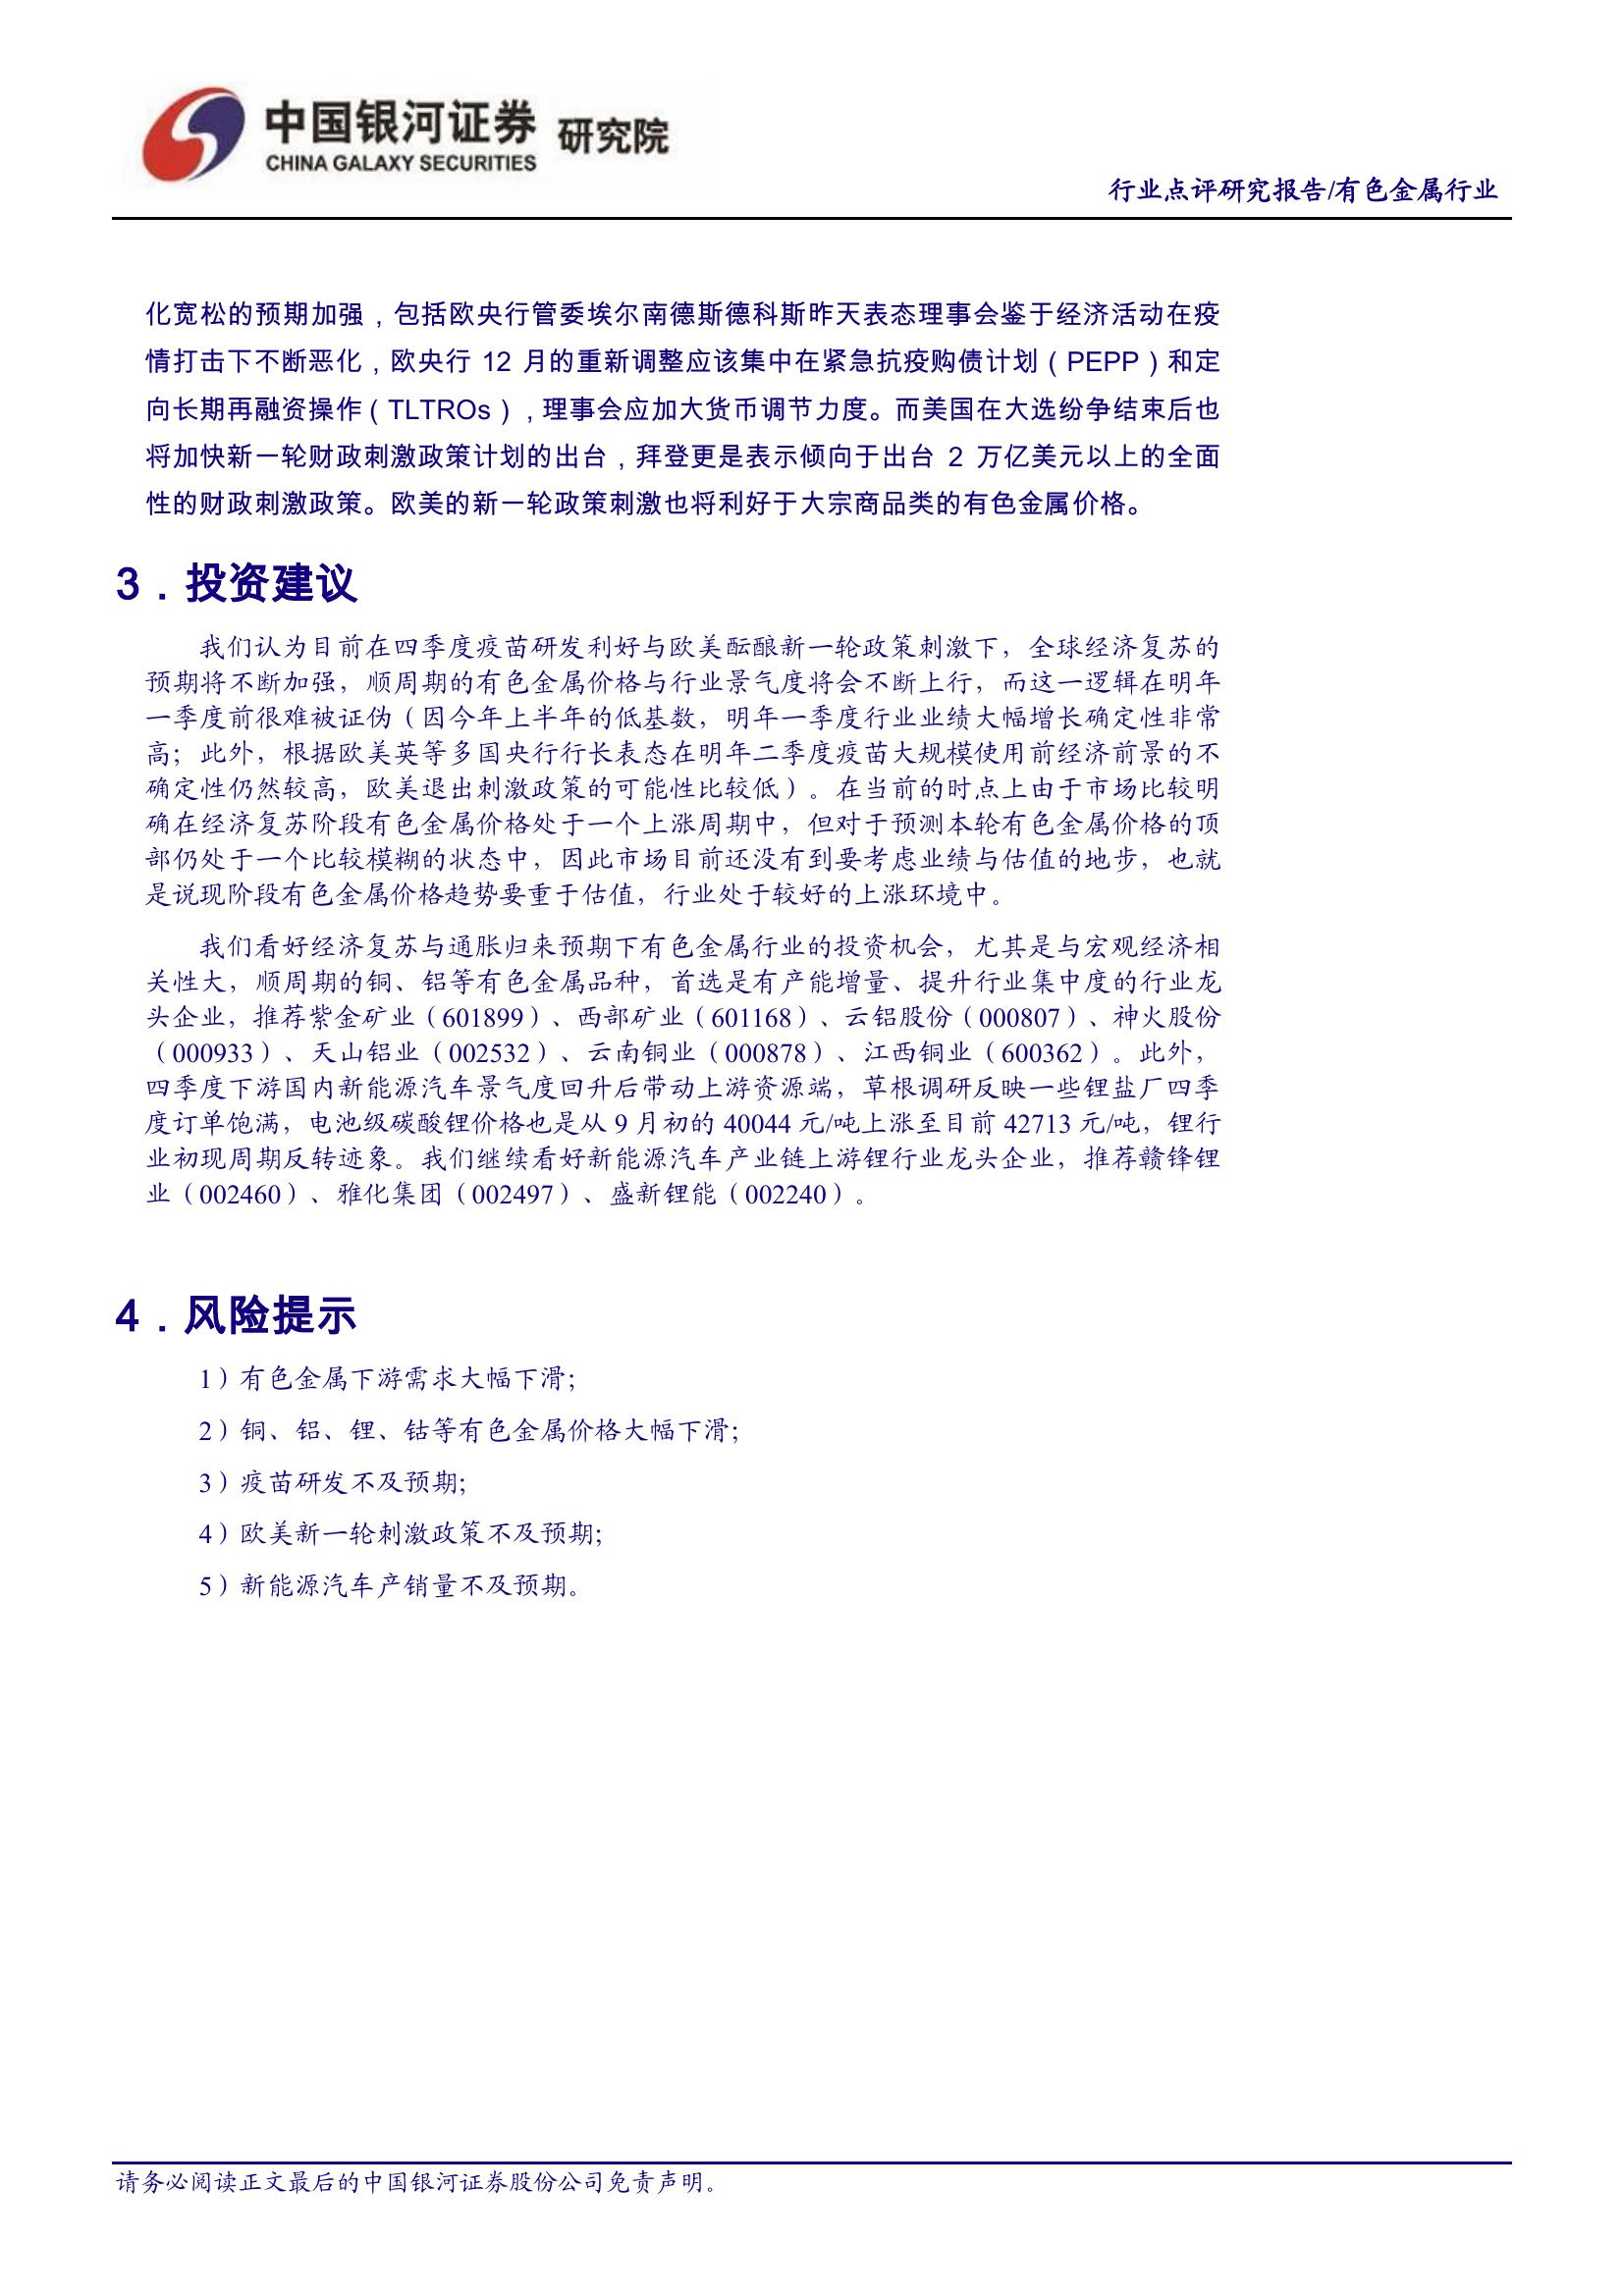 中国银河证券 研究院
CHINA GALAXY SECURITIES
行业点评研究报告/有色金属行业
化宽松的预期加强，包括欧央行管委埃尔南德斯德科斯昨天表态理事会鉴于经济活动在疫
情打击下不断恶化，欧央行 12 月的重新调整应该集中在紧急抗疫购债计划（PEPP）和定
向长期再融资操作（TLTROs），理事会应加大货币调节力度。而美国在大选纷争结束后也
将加快新一轮财政刺激政策计划的出台，拜登更是表示倾向于出台 2 万亿美元以上的全面
性的财政刺激政策。欧美的新一轮政策刺激也将利好于大宗商品类的有色金属价格。
3．投资建议
我们认为目前在四季度疫苗研发利好与欧美酝酿新一轮政策刺激下，全球经济复苏的
预期将不断加强，顺周期的有色金属价格与行业景气度将会不断上行，而这一逻辑在明年
一季度前很难被证伪（因今年上半年的低基数，明年一季度行业业绩大幅增长确定性非常
高；此外，根据欧美英等多国央行行长表态在明年二季度疫苗大规模使用前经济前景的不
确定性仍然较高，欧美退出刺激政策的可能性比较低）。在当前的时点上由于市场比较明
确在经济复苏阶段有色金属价格处于一个上涨周期中，但对于预测本轮有色金属价格的顶
部仍处于一个比较模糊的状态中，因此市场目前还没有到要考虑业绩与估值的地步，也就
是说现阶段有色金属价格趋势要重于估值，行业处于较好的上涨环境中。
我们看好经济复苏与通胀归来预期下有色金属行业的投资机会，尤其是与宏观经济相
关性大，顺周期的铜、铝等有色金属品种，首选是有产能增量、提升行业集中度的行业龙
头企业，推荐紫金矿业（601899）、西部矿业（601168）、云铝股份（000807）、神火股份
（000933）、天山铝业（002532）、云南铜业（000878）、江西铜业（600362）。此外，
四季度下游国内新能源汽车景气度回升后带动上游资源端，草根调研反映一些锂盐厂四季
度订单饱满，电池级碳酸锂价格也是从 9 月初的 40044 元/吨上涨至目前 42713 元/吨，锂行
业初现周期反转迹象。我们继续看好新能源汽车产业链上游锂行业龙头企业，推荐赣锋锂
业（002460）、雅化集团（002497）、盛新锂能（002240）。
4．风险提示
1）有色金属下游需求大幅下滑；
2）铜、铝、锂、钴等有色金属价格大幅下滑；
3）疫苗研发不及预期；
4）欧美新一轮刺激政策不及预期；
5）新能源汽车产销量不及预期。
请务必阅读正文最后的中国银河证券股份公司免责声明。